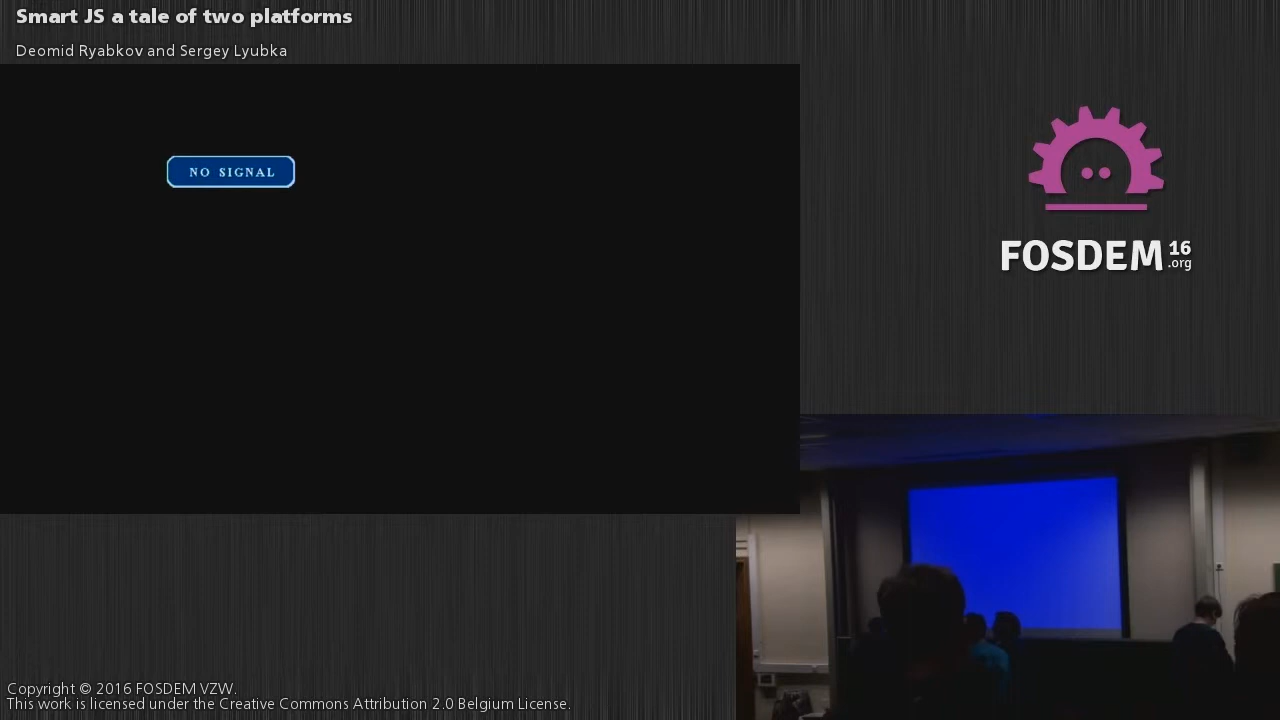 Smart JS a tale of two platforms
Deomid Ryabkov and Sergey Lyubka
NO SIGNAL
FOSDEM 16
.org
Copyright © 2016 FOSDEM VZW.
This work is licensed under the Creative Commons Attribution 2.0 Belgium License.